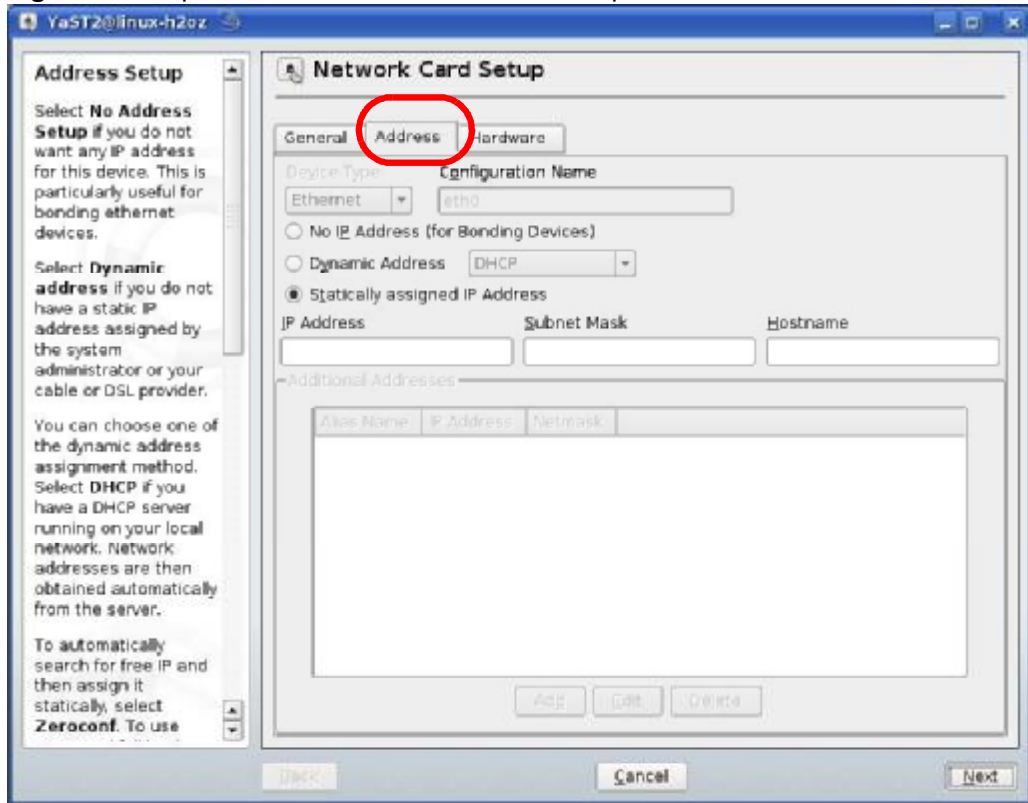 YaST2@linux-h2oz
Address Setup
Select No Address
Setup if you do not
want any IP address
for this device. This is
particularly useful for
bonding ethernet
devices.
Select Dynamic
address if you do not
have a static IP
address assigned by
the system
administrator or your
cable or DSL provider.
You can choose one of
the dynamic address
assignment method.
Select DHCP if you
have a DHCP server
running on your local
network. Network
addresses are then
obtained automatically
from the server.
To automatically
search for free IP and
then assign it
statically, select
Zeroconf. To use
Network Card Setup
General Address Hardware
Device Type Configuration Name
Ethernet eth0
No IP Address (for Bonding Devices)
Dynamic Address DHCP
Statically assigned IP Address
IP Address Subnet Mask Hostname
Additional Addresses
Alias Name IP Address Netmask
Add Edit Delete
Back Cancel Next